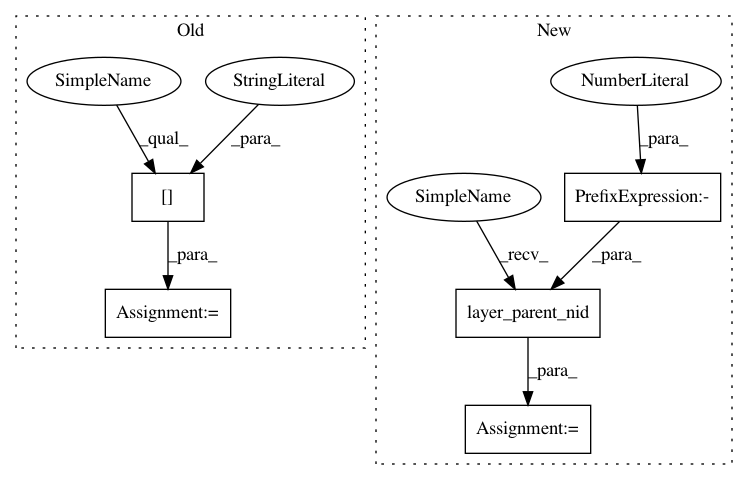 Old
New
SimpleName
StringLiteral
NumberLiteral
_qual_
_para_
_para_
[]
SimpleName
PrefixExpression:-
_para_
_recv_
_para_
Assignment:=
layer_parent_nid
_para_
Assignment:=